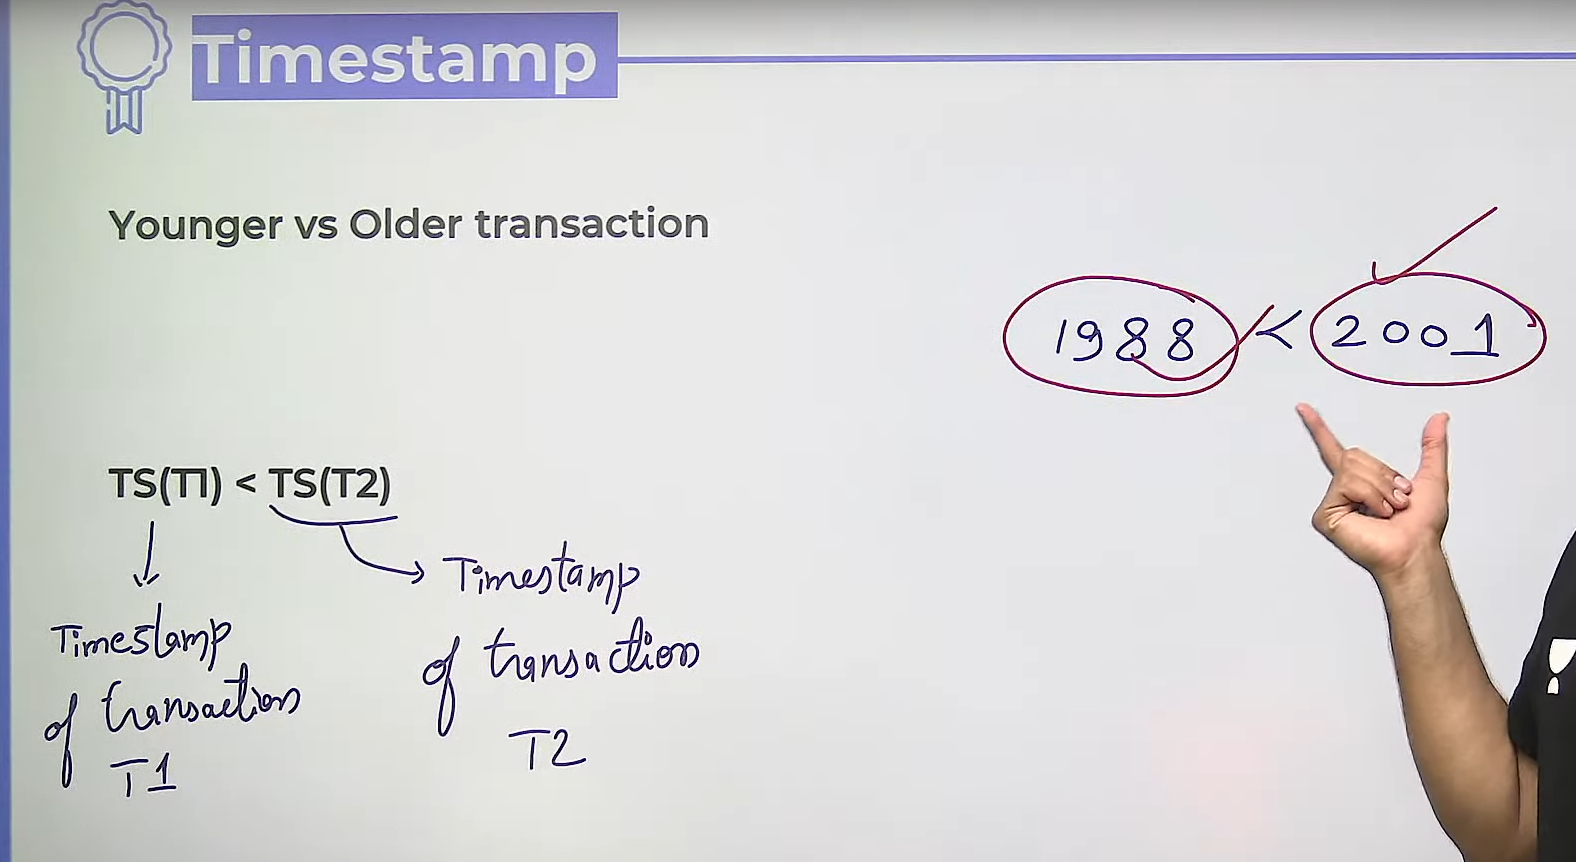 Timestamp
Younger vs Older transaction
1988 < 2001
TS(T1) < TS(T2)
Timestamp
of transaction
T1
Timestamp
of transaction
T2